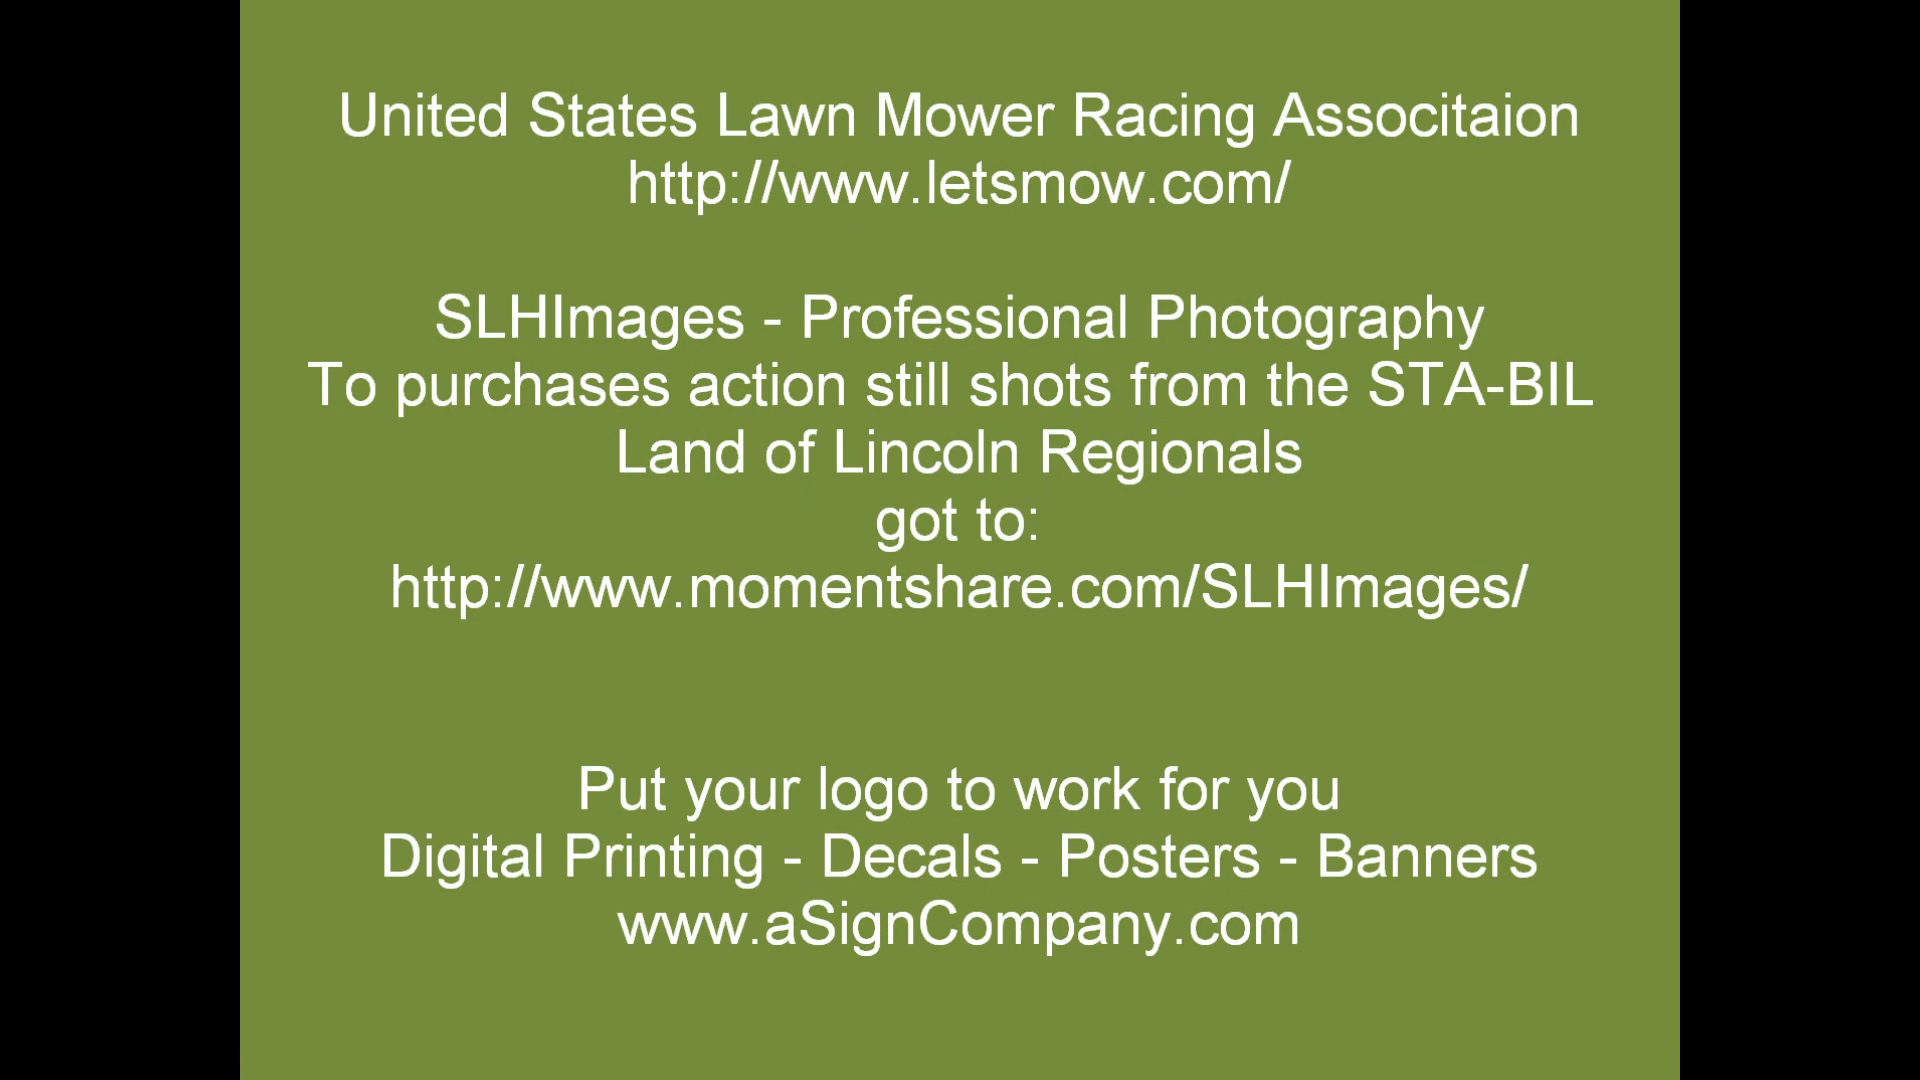 United States Lawn Mower Racing Associtaion
http://www.letsmow.com/
SLHImages - Professional Photography
To purchases action still shots from the STA-BIL
Land of Lincoln Regionals
got to:
http://www.momentshare.com/SLHImages/
Put your logo to work for you
Digital Printing - Decals - Posters - Banners
www.aSignCompany.com